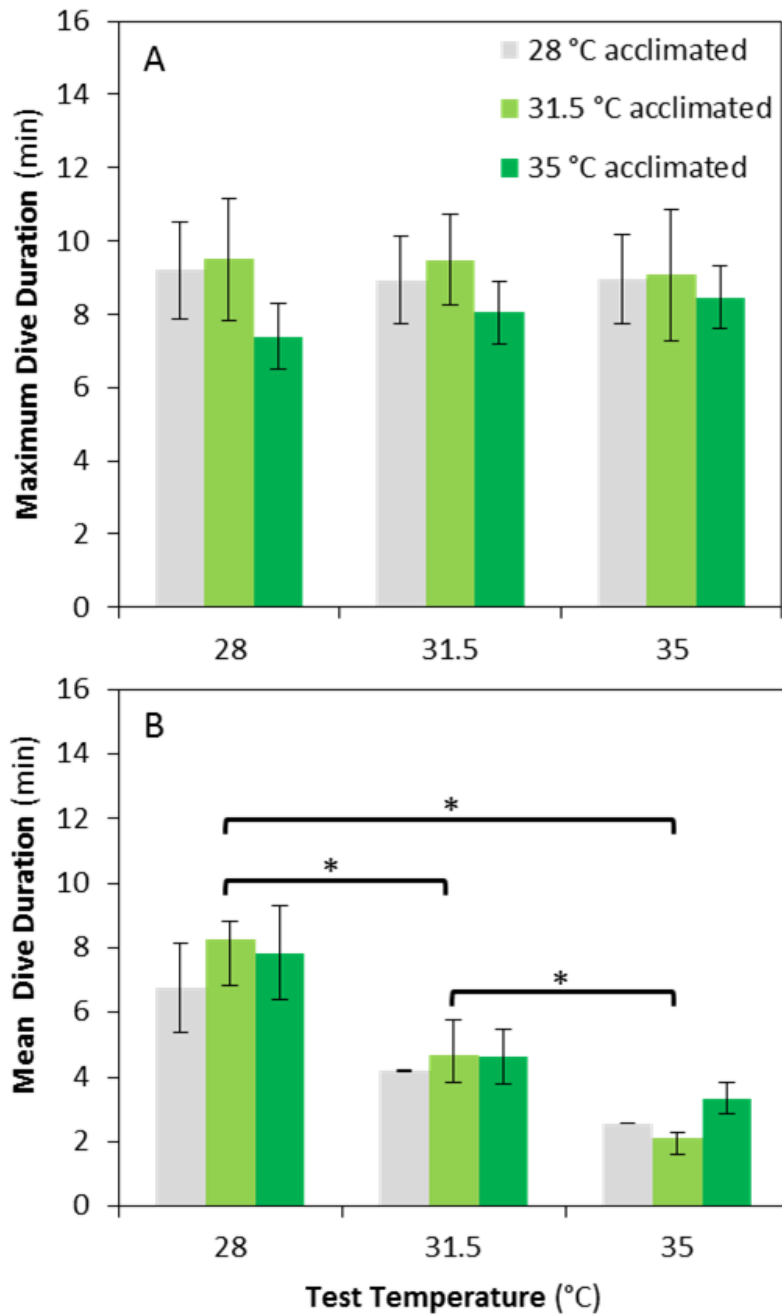 A
28 °C acclimated
31.5 °C acclimated
35 °C acclimated
Maximum Dive Duration (min)
16
14
12
10
8
6
4
2
0
28 31.5 35
B
Mean Dive Duration (min)
16
14
12
10
8
6
4
2
0
*
*
*
28 31.5 35
Test Temperature (°C)